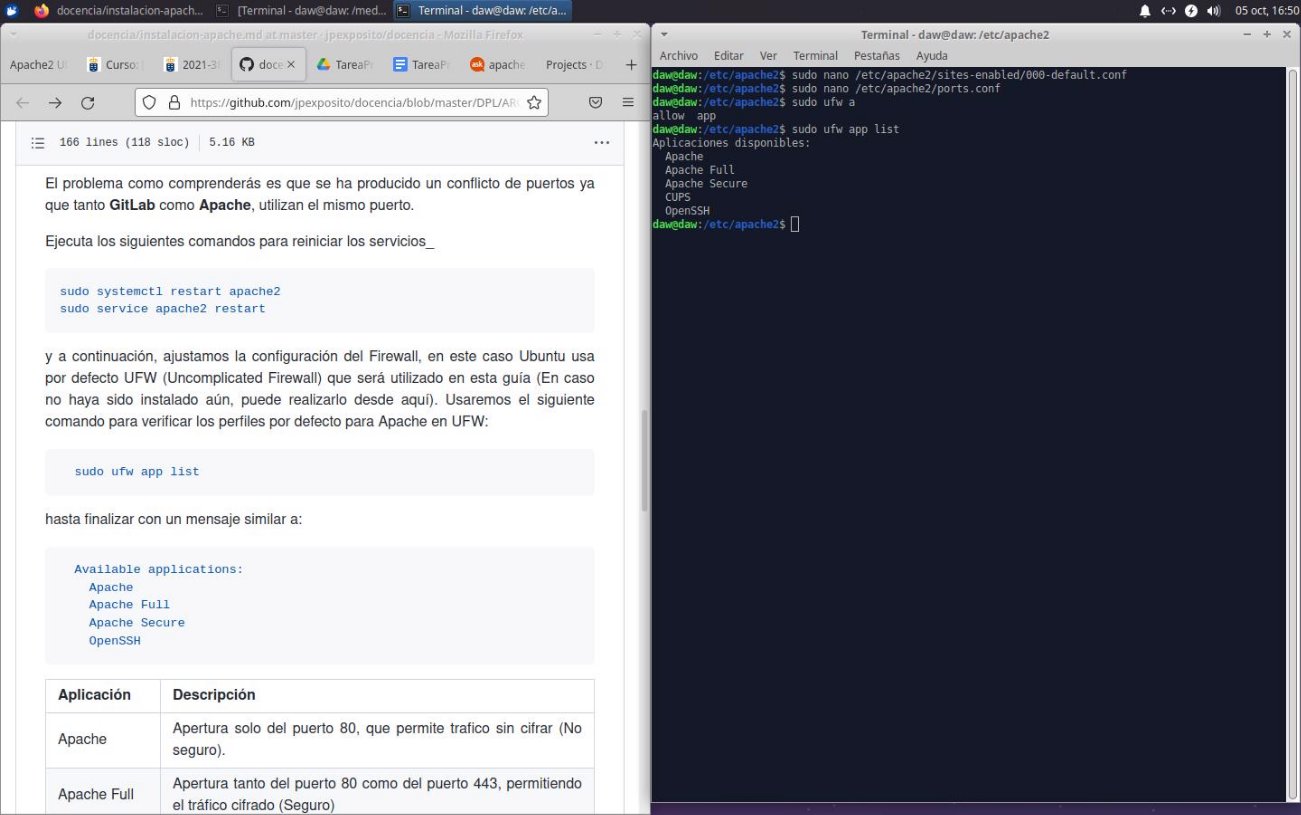 docencia/instalacion-apach...
[Terminal - daw@daw: /med...
Terminal - daw@daw: /etc/a...
05 oct, 16:50
docencia/instalacion-apache.md at master · jpexposito/docencia - Mozilla Firefox
Apache2 U
Curso:
2021-3
doce
TareaPr
TareaPr
apache
Projects · D
https://github.com/jpexposito/docencia/blob/master/DPL/AR
166 lines (118 sloc) 5.16 KB
El problema como comprenderás es que se ha producido un conflicto de puertos ya
que tanto GitLab como Apache, utilizan el mismo puerto.
Ejecuta los siguientes comandos para reiniciar los servicios_
sudo systemctl restart apache2
sudo service apache2 restart
y a continuación, ajustamos la configuración del Firewall, en este caso Ubuntu usa
por defecto UFW (Uncomplicated Firewall) que será utilizado en esta guía (En caso
no haya sido instalado aún, puede realizarlo desde aquí). Usaremos el siguiente
comando para verificar los perfiles por defecto para Apache en UFW:
sudo ufw app list
hasta finalizar con un mensaje similar a:
Available applications:
Apache
Apache Full
Apache Secure
OpenSSH
Aplicación Descripción
Apache
Apertura solo del puerto 80, que permite trafico sin cifrar (No
seguro).
Apache Full
Apertura tanto del puerto 80 como del puerto 443, permitiendo
el tráfico cifrado (Seguro)
Terminal - daw@daw: /etc/apache2
Archivo Editar Ver Terminal Pestañas Ayuda
daw@daw:/etc/apache2$ sudo nano /etc/apache2/sites-enabled/000-default.conf
daw@daw:/etc/apache2$ sudo nano /etc/apache2/ports.conf
daw@daw:/etc/apache2$ sudo ufw a
allow app
daw@daw:/etc/apache2$ sudo ufw app list
Aplicaciones disponibles:
Apache
Apache Full
Apache Secure
CUPS
OpenSSH
daw@daw:/etc/apache2$